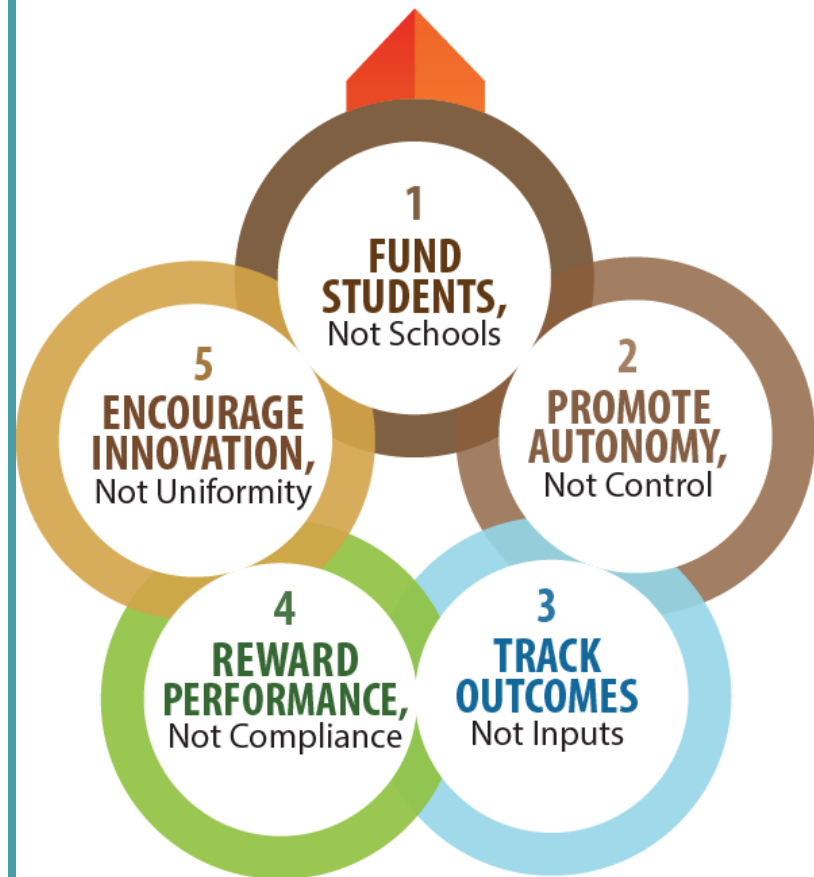 1
FUND
STUDENTS,
Not Schools
2
PROMOTE
AUTONOMY,
Not Control
3
TRACK
OUTCOMES
Not Inputs
4
REWARD
PERFORMANCE,
Not Compliance
5
ENCOURAGE
INNOVATION,
Not Uniformity